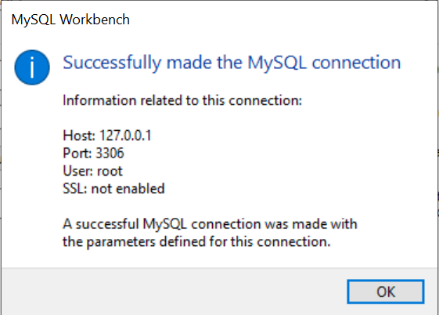 MySQL Workbench
Successfully made the MySQL connection
Information related to this connection:
Host: 127.0.0.1
Port: 3306
User: root
SSL: not enabled
A successful MySQL connection was made with
the parameters defined for this connection.
OK